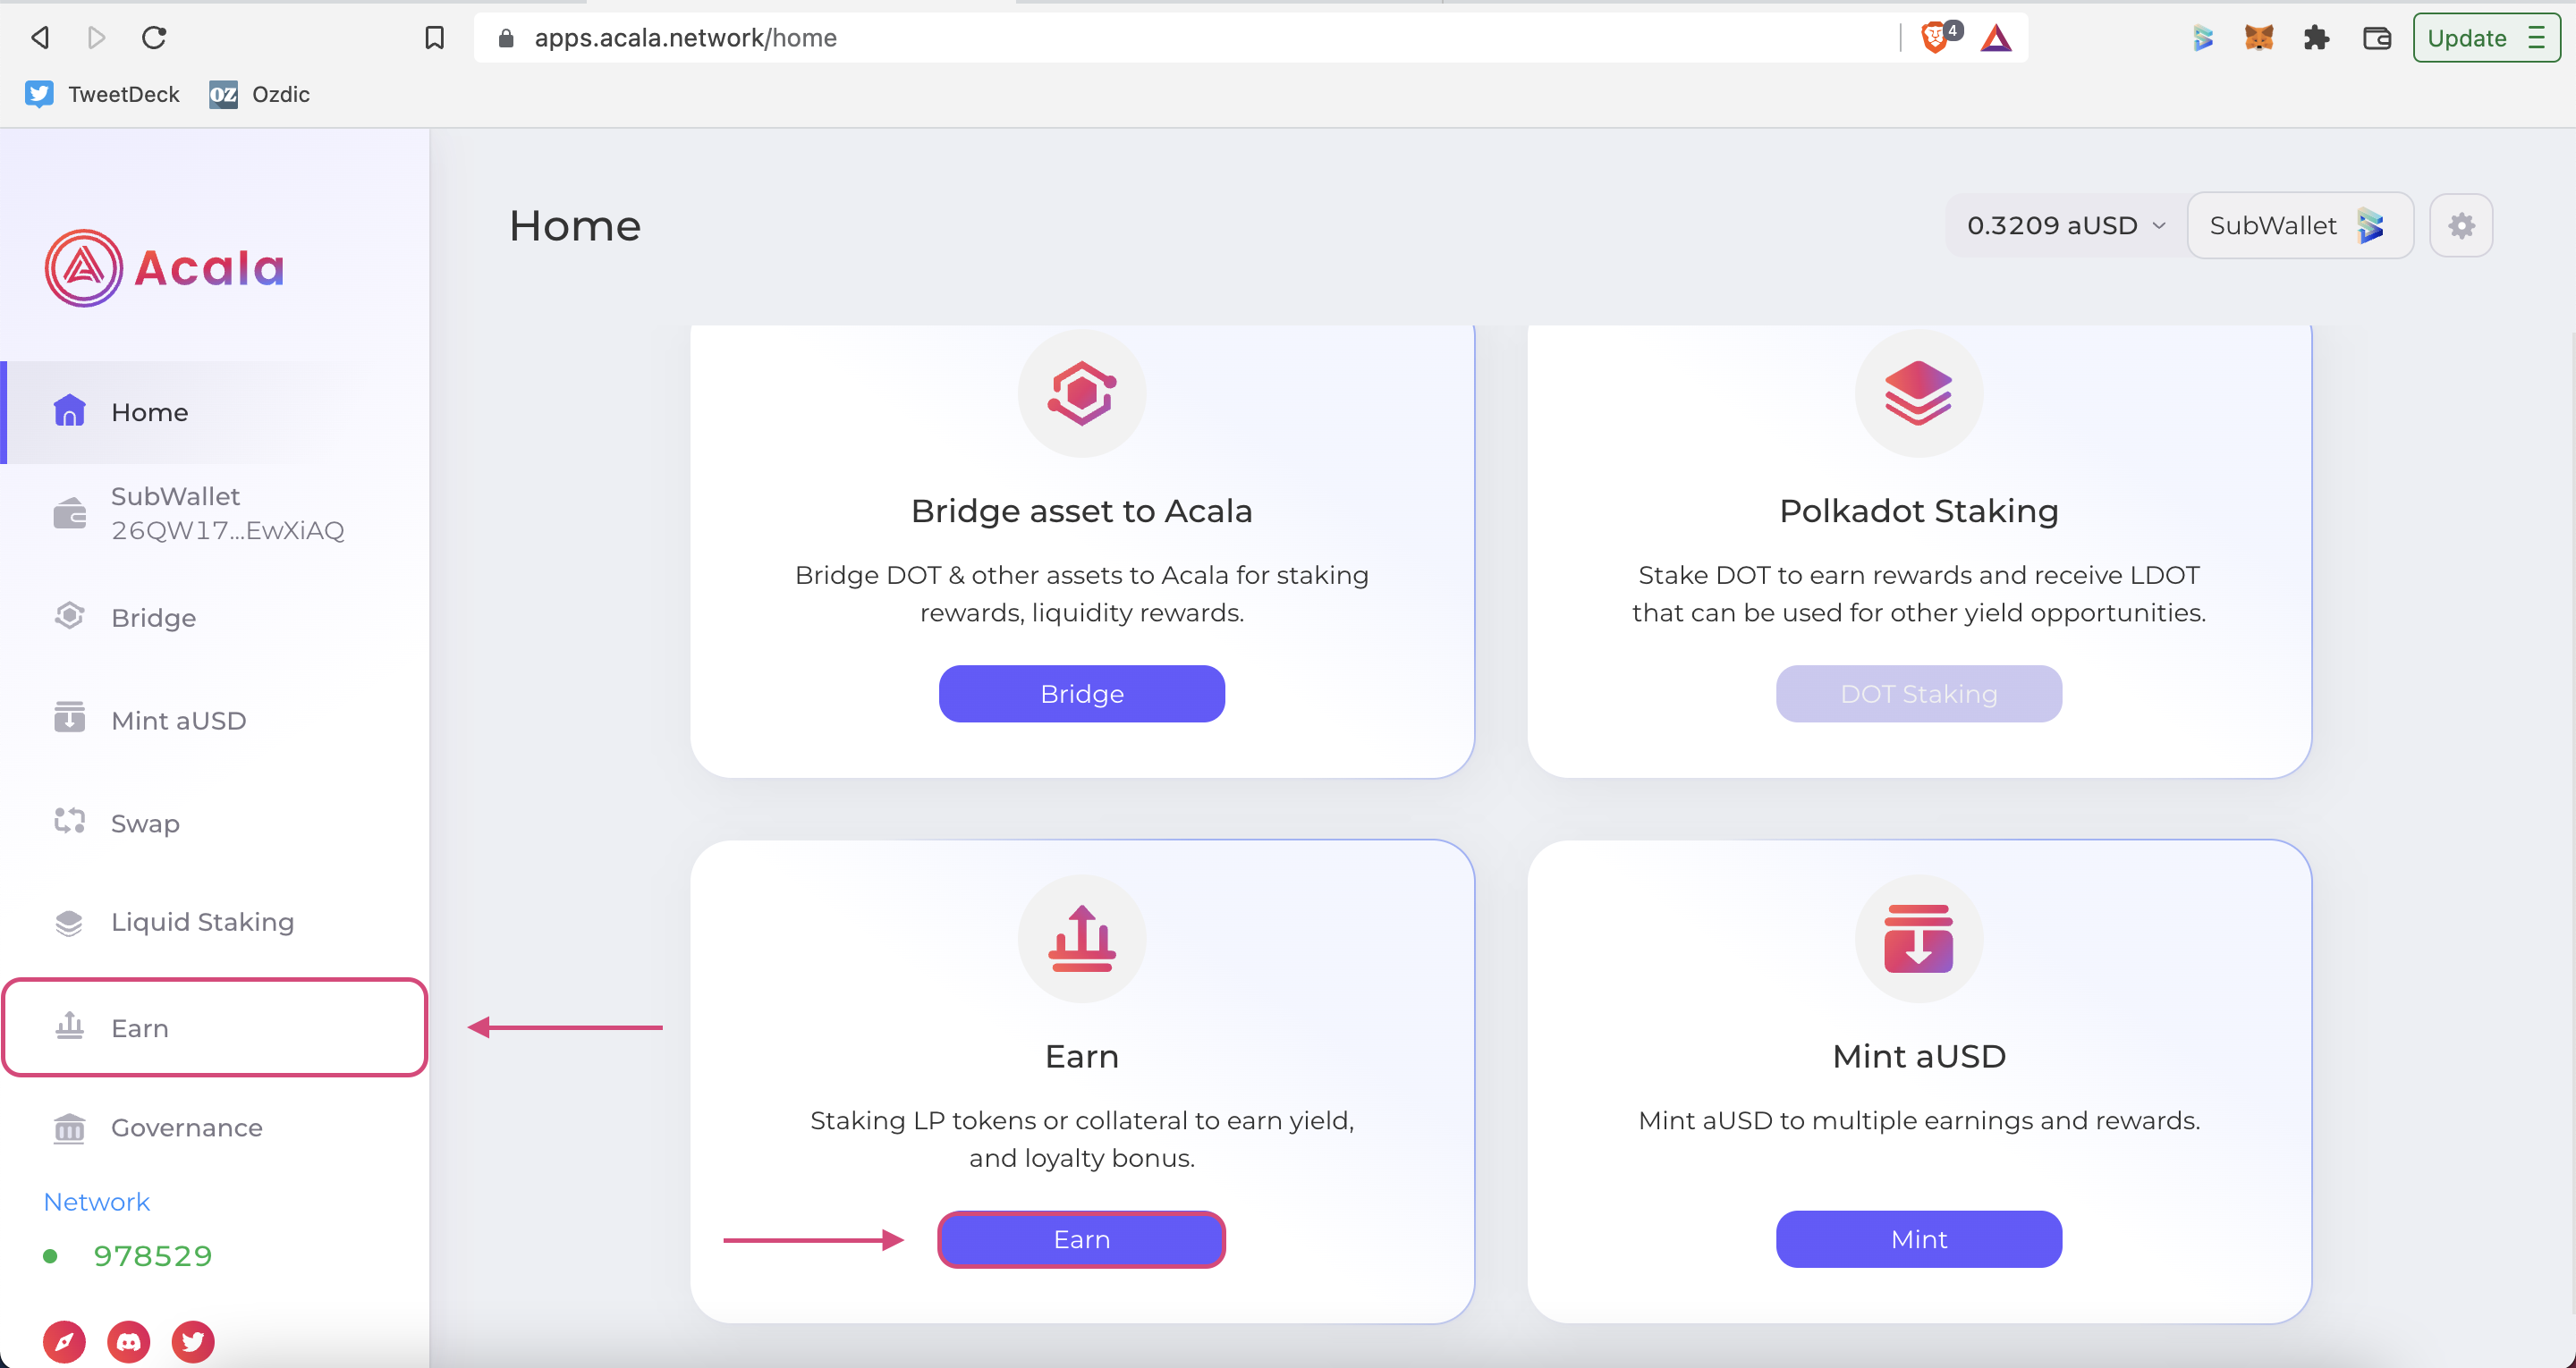 apps.acala.network/home
4
Update
TweetDeck
OZ
Ozdic
Acala
Home
SubWallet
26QW17...EwXiAQ
Bridge
Mint aUSD
Swap
Liquid Staking
Earn
Governance
Network
978529
Home
0.3209 aUSD
SubWallet
Bridge asset to Acala
Bridge DOT & other assets to Acala for staking
rewards, liquidity rewards.
Bridge
Polkadot Staking
Stake DOT to earn rewards and receive LDOT
that can be used for other yield opportunities.
DOT Staking
Earn
Staking LP tokens or collateral to earn yield,
and loyalty bonus.
Earn
Mint aUSD
Mint aUSD to multiple earnings and rewards.
Mint